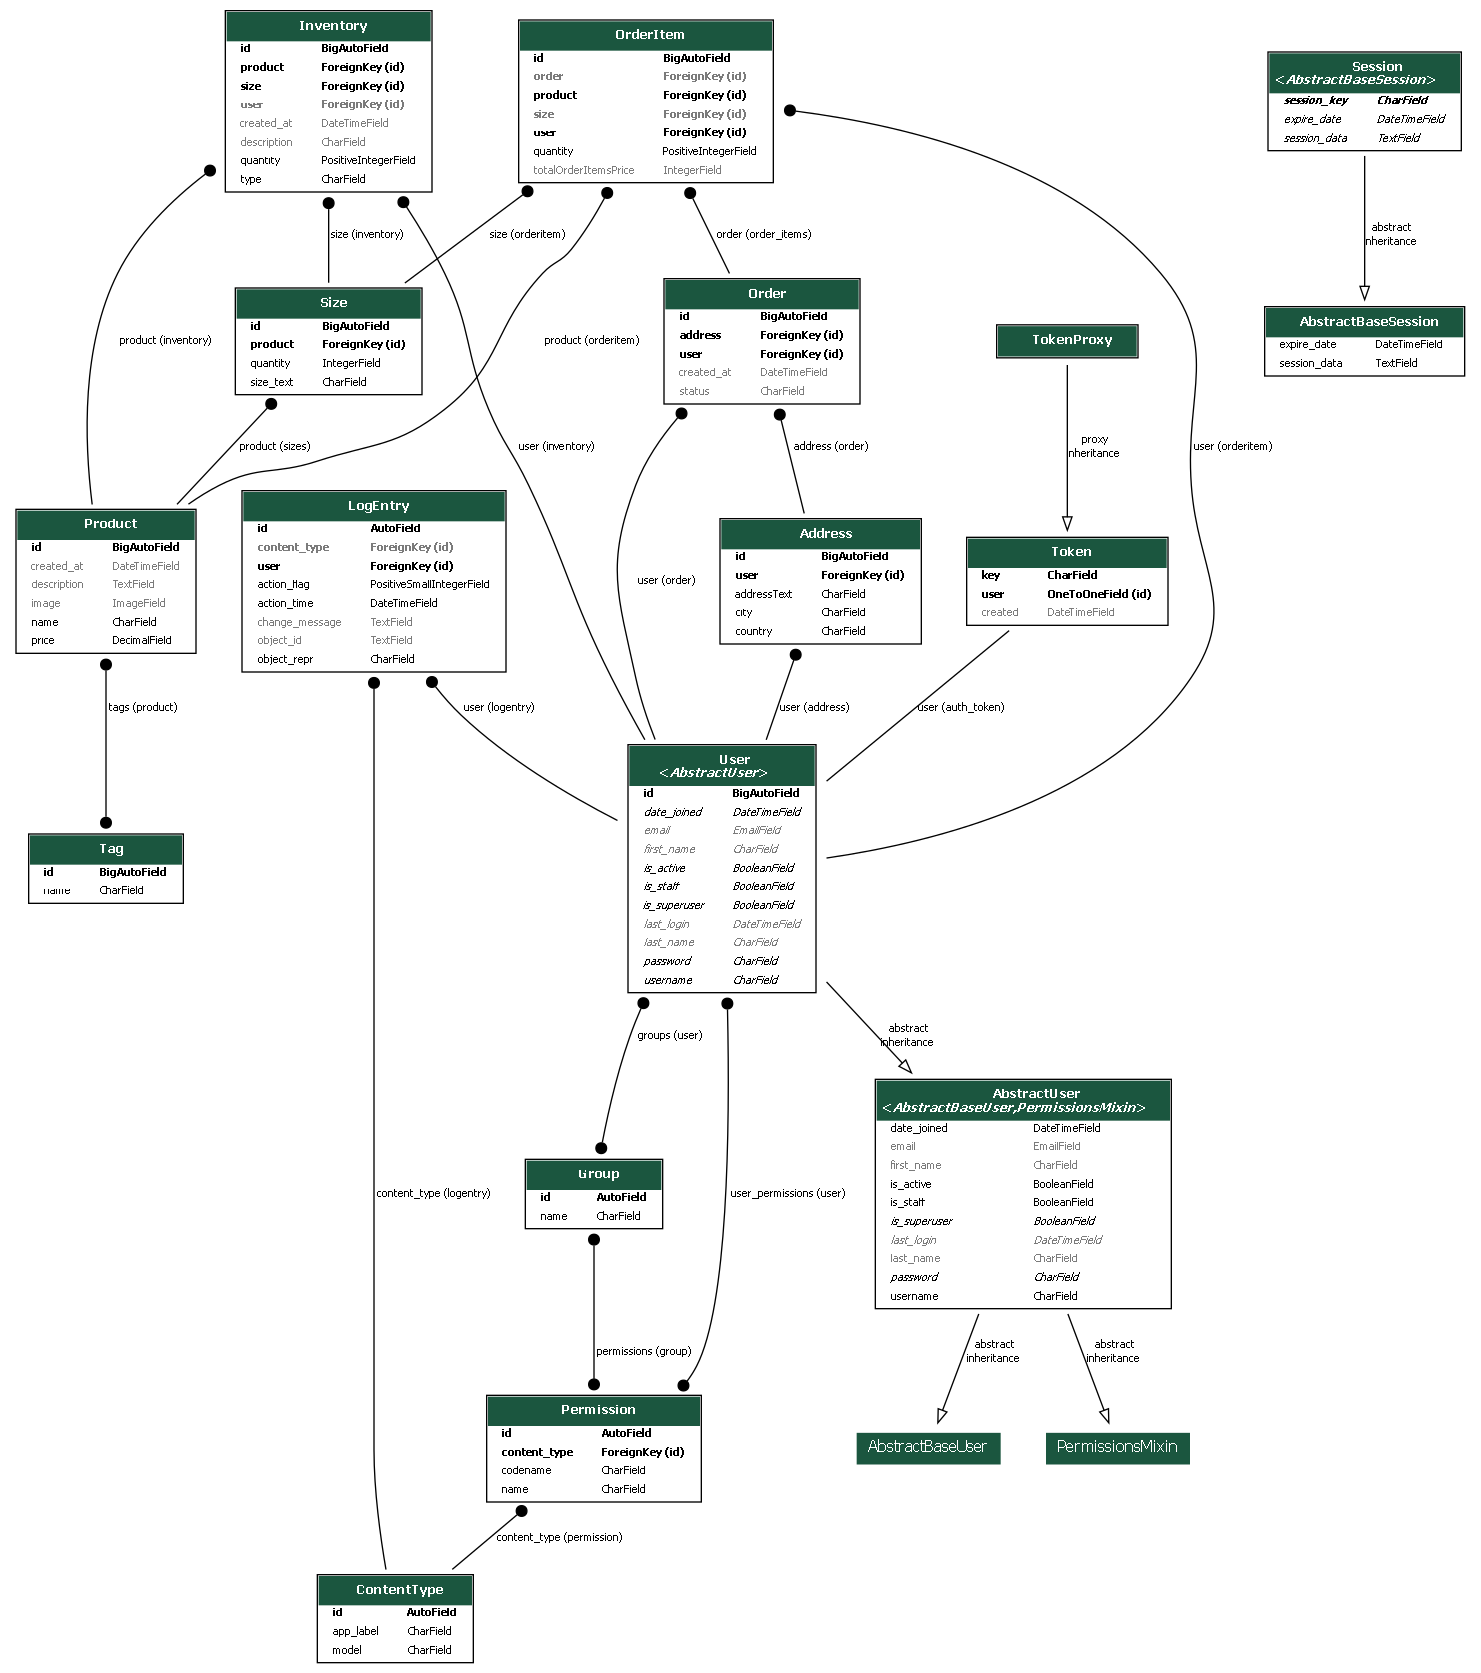 Inventory
id BigAutoField
product ForeignKey (id)
size ForeignKey (id)
user ForeignKey (id)
created_at DateTimeField
description CharField
quantity PositiveIntegerField
type CharField
OrderItem
id BigAutoField
order ForeignKey (id)
product ForeignKey (id)
size ForeignKey (id)
user ForeignKey (id)
quantity PositiveIntegerField
totalOrderItemsPrice IntegerField
Session
<AbstractBaseSession>
session_key CharField
expire_date DateTimeField
session_data TextField
size (inventory)
size (orderitem)
order (order_items)
abstract
inheritance
Size
id BigAutoField
product ForeignKey (id)
quantity IntegerField
size_text CharField
Order
id BigAutoField
address ForeignKey (id)
user ForeignKey (id)
created_at DateTimeField
status CharField
TokenProxy
AbstractBaseSession
expire_date DateTimeField
session_data TextField
product (inventory)
product (orderitem)
product (sizes)
user (inventory)
address (order)
proxy
inheritance
user (orderitem)
Product
id BigAutoField
created_at DateTimeField
description TextField
image ImageField
name CharField
price DecimalField
LogEntry
id AutoField
content_type ForeignKey (id)
user ForeignKey (id)
action_flag PositiveSmallIntegerField
action_time DateTimeField
change_message TextField
object_id TextField
object_repr CharField
user (order)
Address
id BigAutoField
user ForeignKey (id)
addressText CharField
city CharField
country CharField
Token
key CharField
user OneToOneField (id)
created DateTimeField
tags (product)
user (logentry)
user (address)
user (auth_token)
Tag
id BigAutoField
name CharField
User
<AbstractUser>
id BigAutoField
date_joined DateTimeField
email EmailField
first_name CharField
is_active BooleanField
is_staff BooleanField
is_superuser BooleanField
last_login DateTimeField
last_name CharField
password CharField
username CharField
groups (user)
abstract
inheritance
AbstractUser
<AbstractBaseUser,PermissionsMixin>
date_joined DateTimeField
email EmailField
first_name CharField
is_active BooleanField
is_staff BooleanField
is_superuser BooleanField
last_login DateTimeField
last_name CharField
password CharField
username CharField
Group
id AutoField
name CharField
content_type (logentry)
user_permissions (user)
permissions (group)
abstract
inheritance
abstract
inheritance
Permission
id AutoField
content_type ForeignKey (id)
codename CharField
name CharField
AbstractBaseUser
PermissionsMixin
content_type (permission)
ContentType
id AutoField
app_label CharField
model CharField